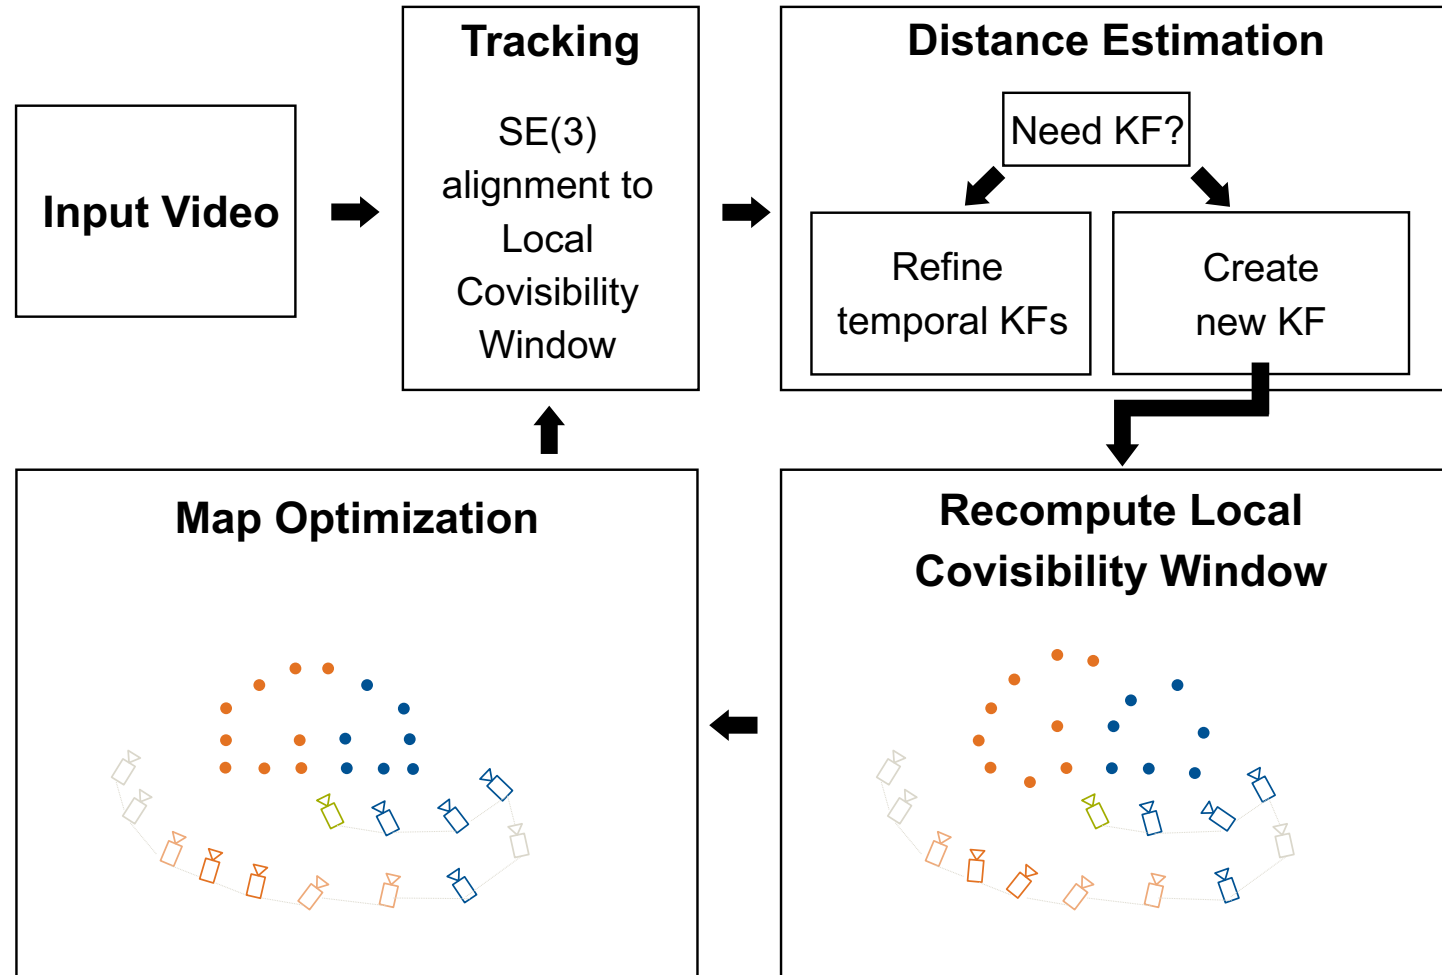 Input Video
Tracking
SE(3)
alignment to
Local
Covisibility
Window
Distance Estimation
Need KF?
Refine
temporal KFs
Create
new KF
Map Optimization
Recompute Local
Covisibility Window